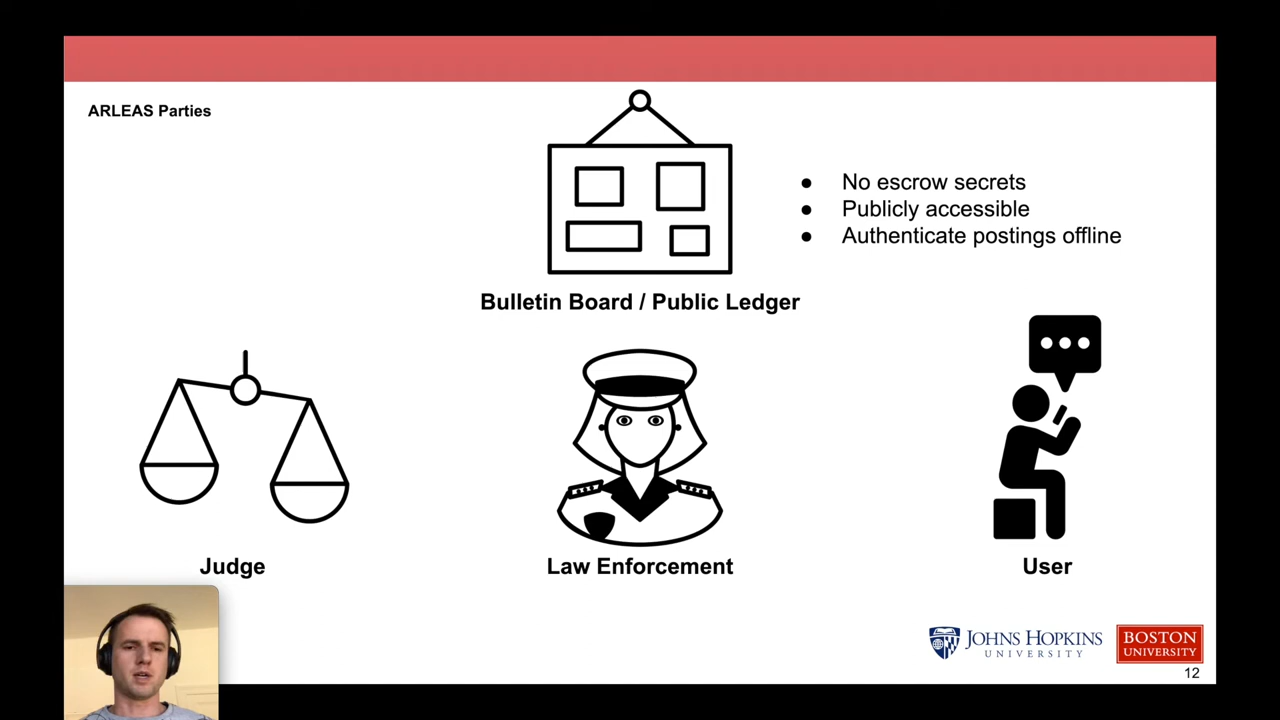 ARLEAS Parties
● No escrow secrets
● Publicly accessible
● Authenticate postings offline
Bulletin Board / Public Ledger
Judge
Law Enforcement
User
JOHNS HOPKINS
UNIVERSITY
BOSTON
UNIVERSITY
12